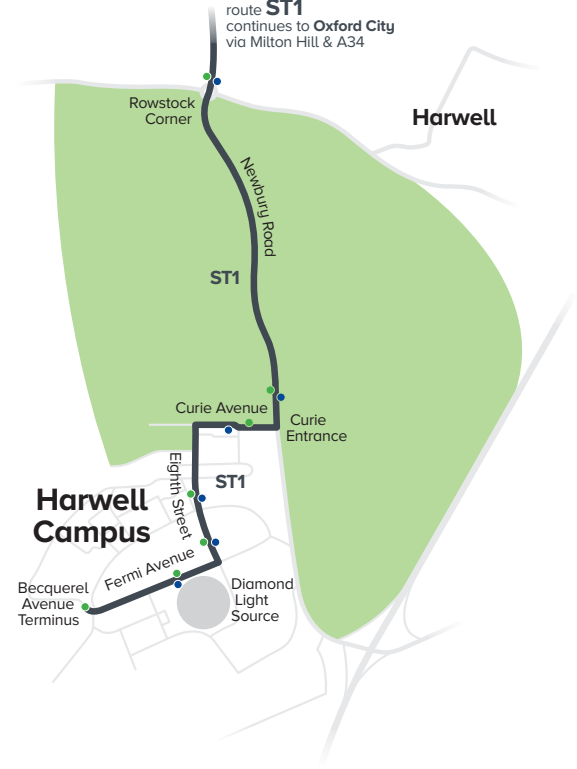 route ST1
continues to Oxford City
via Milton Hill & A34
Rowstock
Corner
Harwell
Newbury Road
ST1
Curie Avenue
Curie
Entrance
Eighth Street
ST1
Harwell
Campus
Fermi Avenue
Becquerel
Avenue
Terminus
Diamond
Light
Source